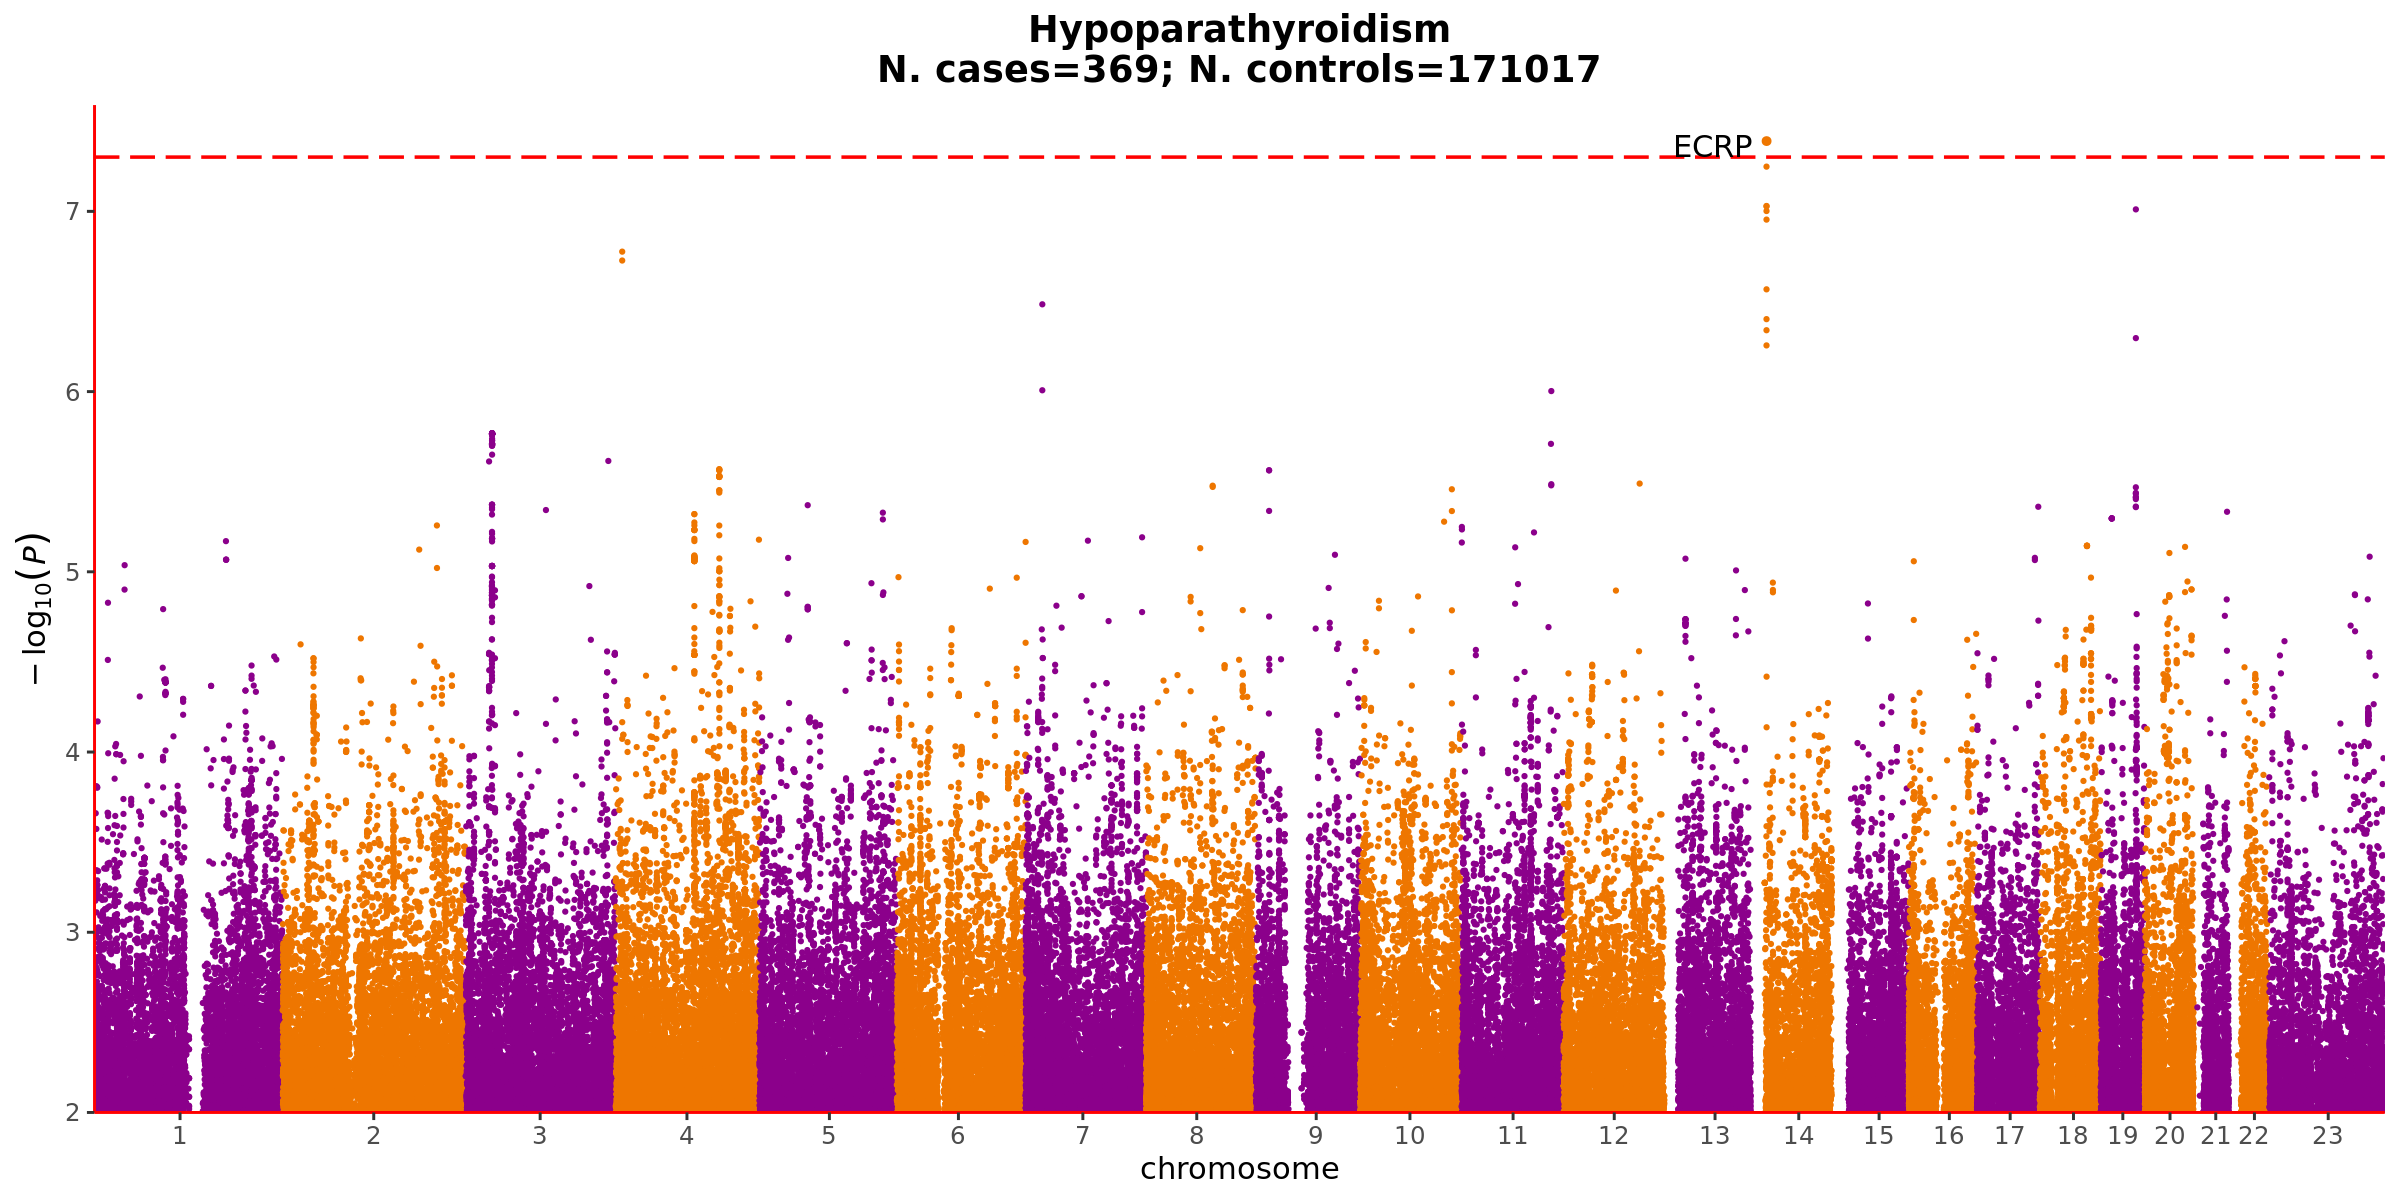 Hypoparathyroidism
N. cases=369; N. controls=171017
ECRP
7
6
5
4
3
2
−log10(P)
1 2 3 4 5 6 7 8 9 10 11 12 13 14 15 16 17 18 19 20 21 22 23
chromosome